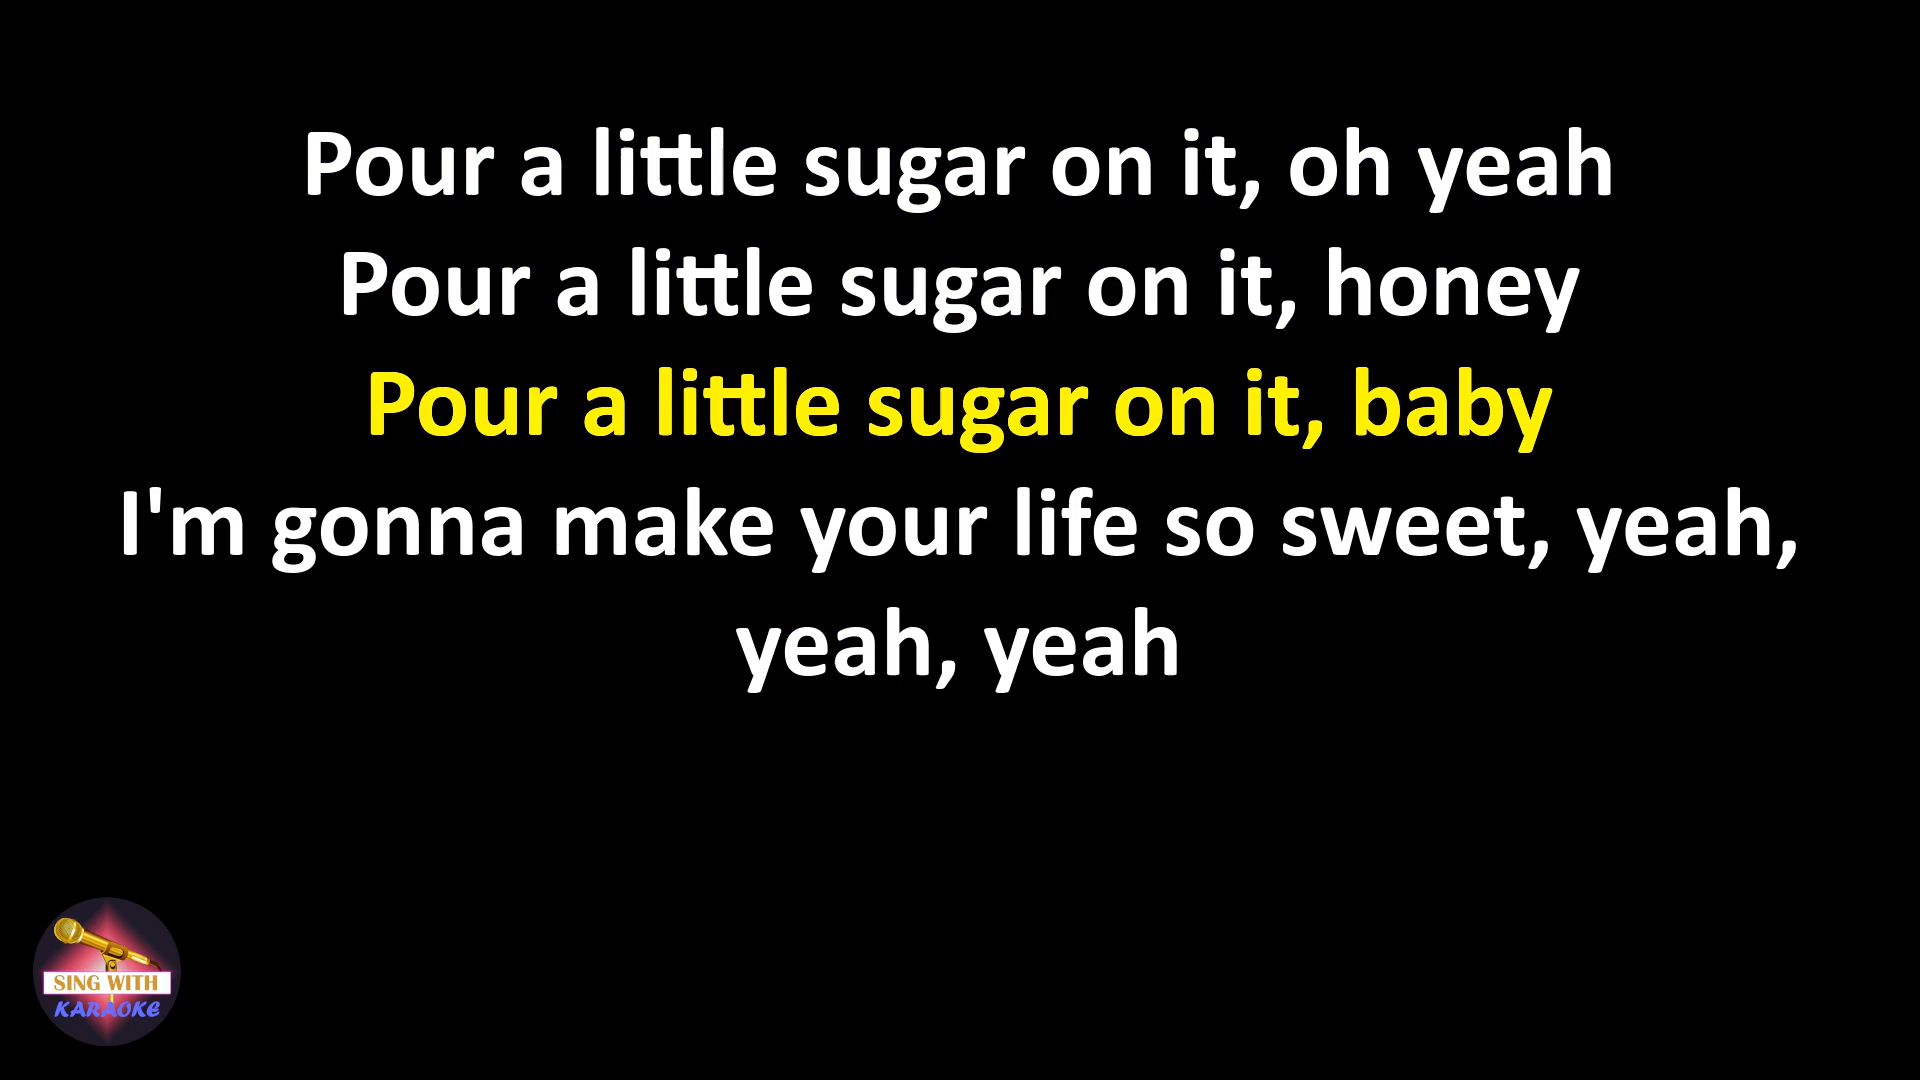 Pour a little sugar on it, oh yeah
Pour a little sugar on it, honey
Pour a little sugar on it, baby
I'm gonna make your life so sweet, yeah,
yeah, yeah
SING WITH
KARAOKE